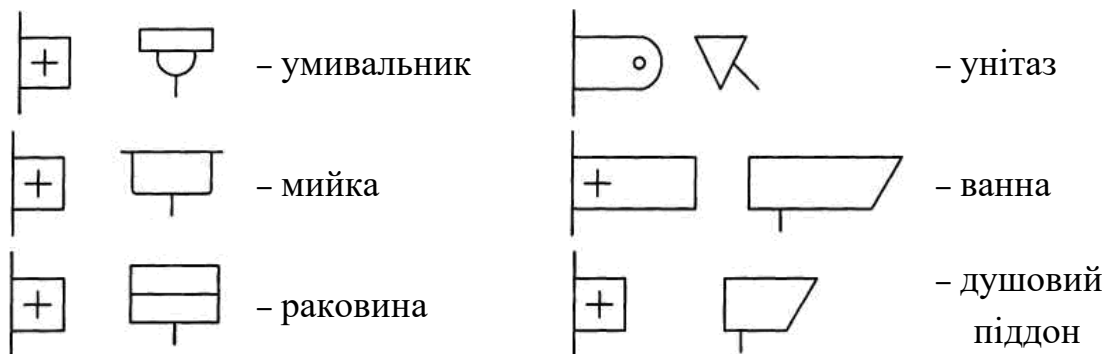 – умивальник
– унітаз
– мийка
– ванна
– раковина
– душовий
піддон